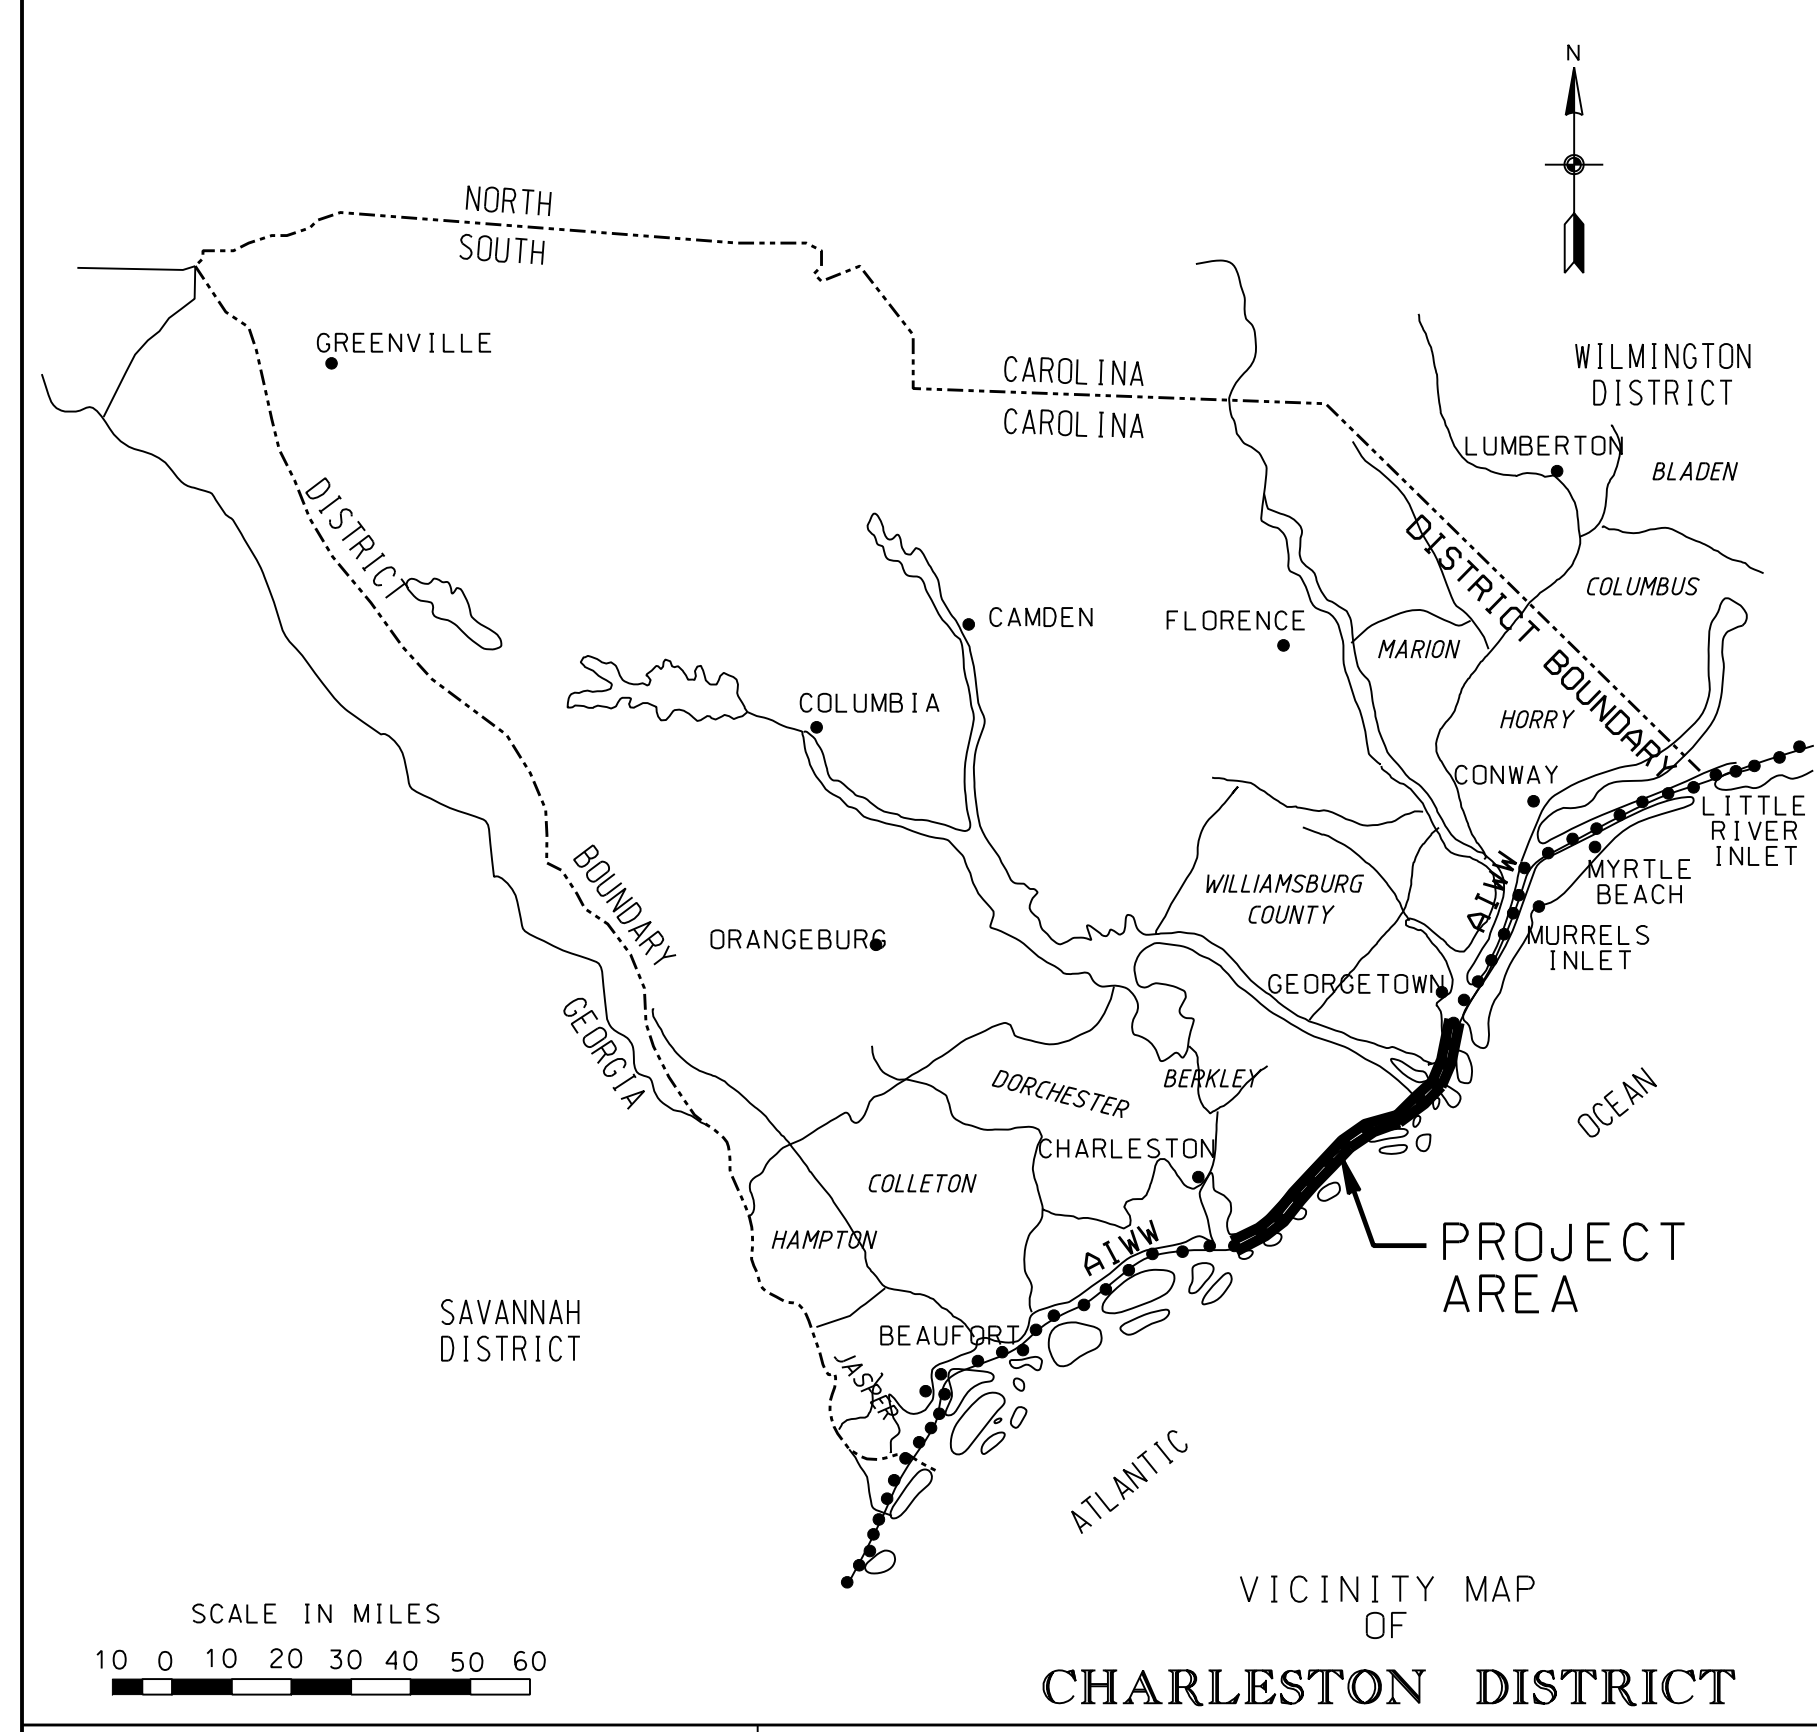 N
NORTH
SOUTH
GREENVILLE
CAROLINA
CAROLINA
WILMINGTON
DISTRICT
LUMBERTON
BLADEN
DISTRICT
DISTRICT BOUNDARY
COLUMBUS
CAMDEN
FLORENCE
MARION
COLUMBIA
HORRY
CONWAY
LITTLE
RIVER
INLET
MYRTLE
BEACH
AIWW
WILLIAMSBURG
COUNTY
BOUNDARY
ORANGEBURG
MURRELS
INLET
GEORGETOWN
GEORGIA
DORCHESTER
BERKLEY
OCEAN
CHARLESTON
COLLETON
HAMPTON
AIWW
PROJECT
AREA
SAVANNAH
DISTRICT
BEAUFORT
JASPER
ATLANTIC
VICINITY MAP
OF
CHARLESTON DISTRICT
SCALE IN MILES
10 0 10 20 30 40 50 60